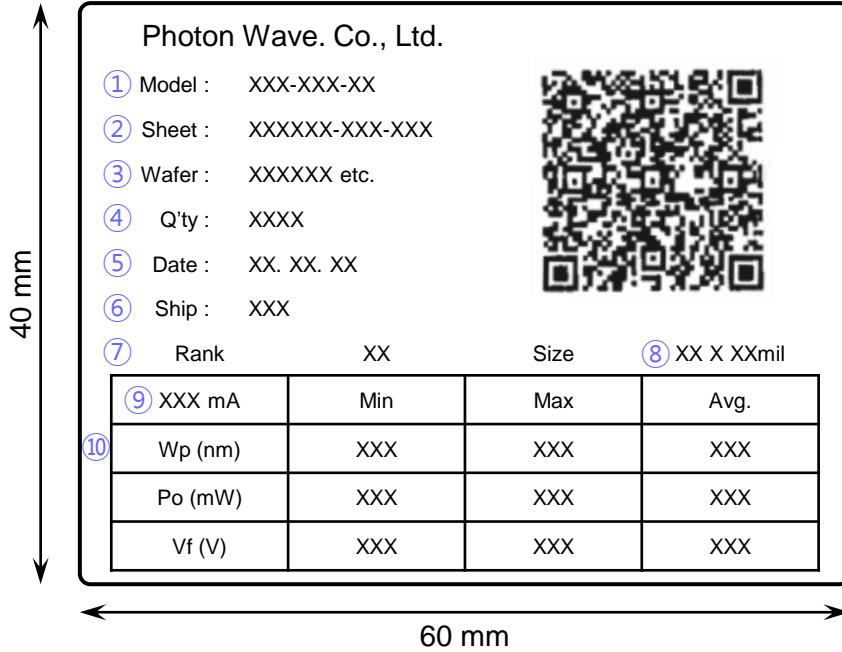 Photon Wave. Co., Ltd.
① Model : XXX-XXX-XX
② Sheet : XXXXXX-XXX-XXX
③ Wafer : XXXXXX etc.
④ Q'ty : XXXX
⑤ Date : XX. XX. XX
⑥ Ship : XXX
⑦ Rank XX Size ⑧ XX X XXmil
⑨ XXX mA Min Max Avg.
⑩ Wp (nm) XXX XXX XXX
Po (mW) XXX XXX XXX
Vf (V) XXX XXX XXX
40 mm
60 mm